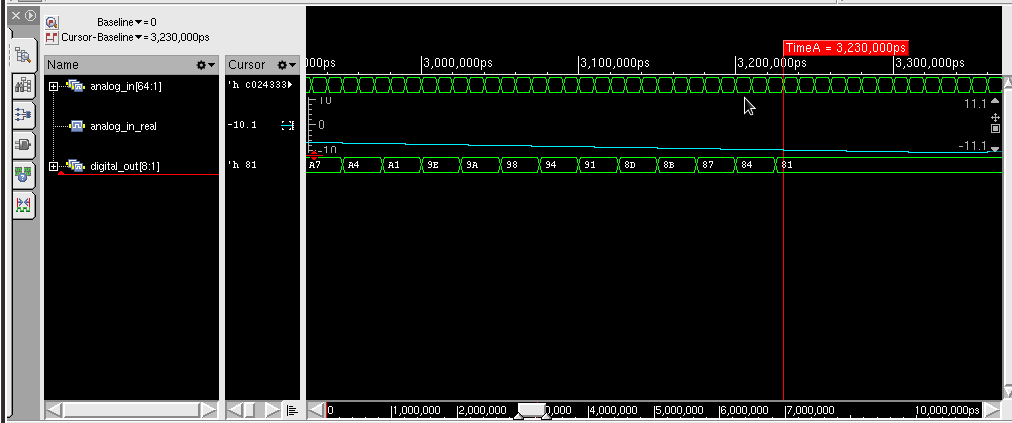 Baseline▼= 0
Cursor-Baseline▼= 3,230,000ps
TimeA = 3,230,000ps
Name
Cursor
000ps
3,000,000ps
3,100,000ps
3,200,000ps
3,300,000ps
analog_in[64:1]
'h C024333▶
10
11.1
analog_in_real
-10.1
0
-10
-11.1
digital_out[8:1]
'h 81
A7 A4 A1 9E 9A 98 94 91 8D 8B 87 84 81
0
1,000,000
2,000,000
0,000
4,000,000
5,000,000
6,000,000
7,000,000
10,000,000ps